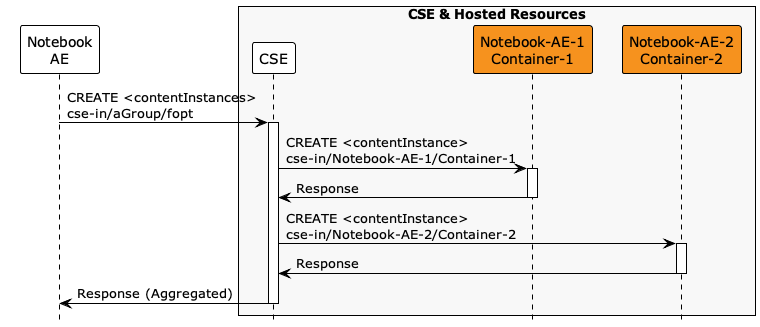 CSE & Hosted Resources
Notebook
AE
CSE
Notebook-AE-1
Container-1
Notebook-AE-2
Container-2
CREATE <contentInstances>
cse-in/aGroup/fopt
CREATE <contentInstance>
cse-in/Notebook-AE-1/Container-1
Response
CREATE <contentInstance>
cse-in/Notebook-AE-2/Container-2
Response
Response (Aggregated)